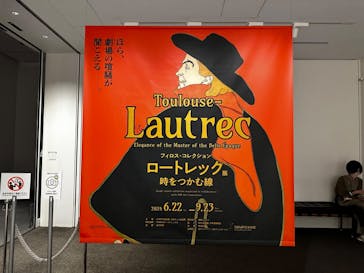 ほら、
劇場の喧騒が
聞こえる。
Toulouse-
Lautrec
Elegance of the Master of the Belle Époque
フィロス・コレクション
ロートレック展
時をつかむ線
2024 6.22 9.23